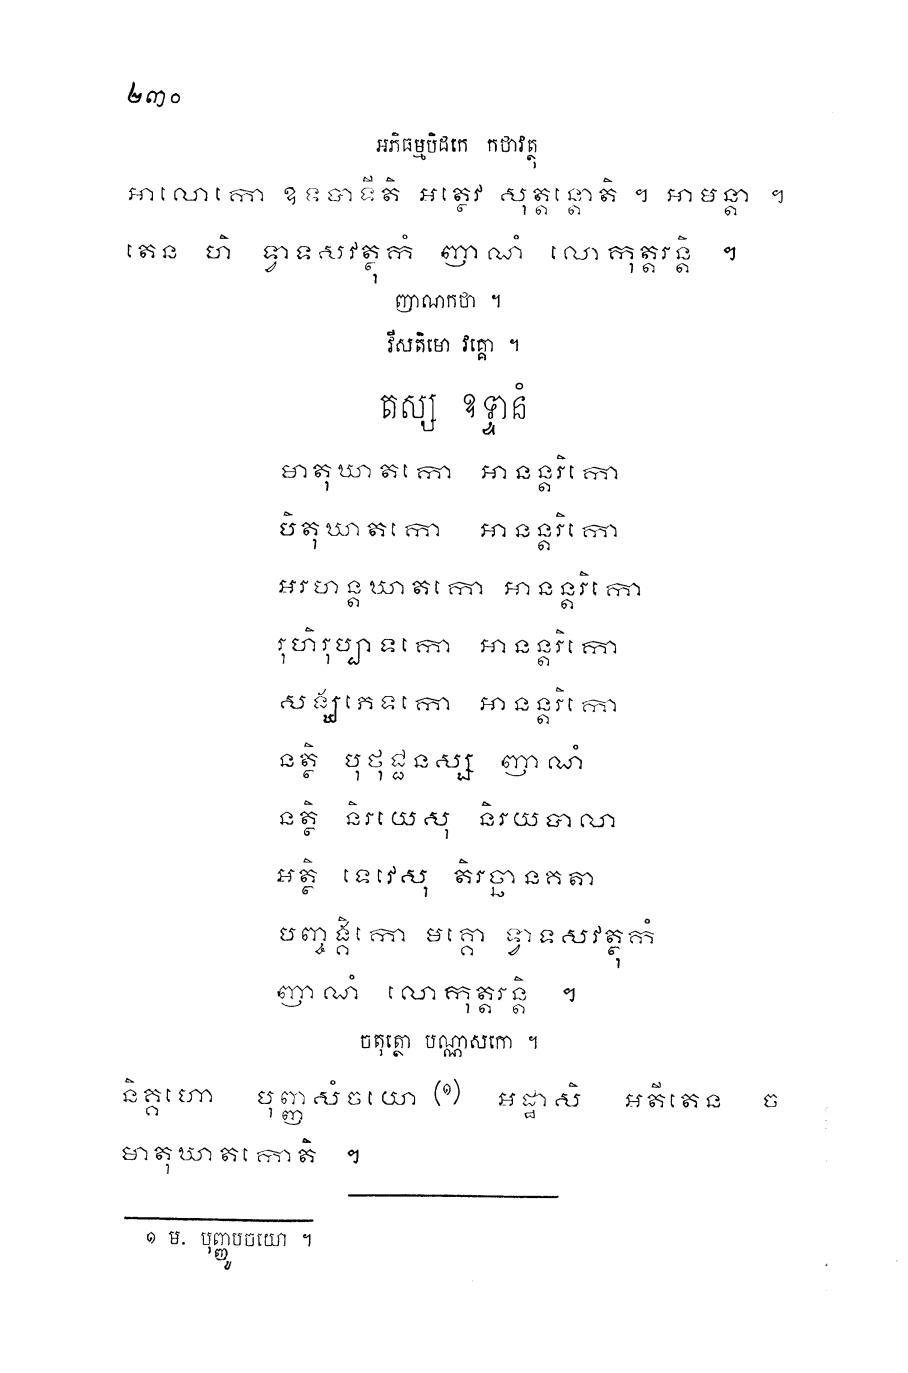 ២៣០
អភិធម្មបិដកេ កថាវត្ថុ
អាលោកោ ឧទបាទីតិ អត្ថេវ សុត្តន្តោតិ ។ អាមន្តា ។
តេន ហិ ទ្វាទសវត្ថុកំ ញាណំ លោកុត្តរន្តិ ។
ញាណកថា ។
វីសតិមោ វគ្គោ ។
តស្ស ឧទ្ទានំ
មាតុឃាតកោ អានន្តរិកោ
បិតុឃាតកោ អានន្តរិកោ
អរហន្តឃាតកោ អានន្តរិកោ
រុហិរុប្បាទកោ អានន្តរិកោ
សង្ឃភេទកោ អានន្តរិកោ
នត្ថិ បុថុជ្ជនស្ស ញាណំ
នត្ថិ និរយេសុ និរយបាលា
អត្ថិ ទេវេសុ តិរច្ឆានគតា
បញ្ចង្គិកោ មគ្គោ ទ្វាទសវត្ថុកំ
ញាណំ លោកុត្តរន្តិ ។
ចតុត្ថោ បណ្ណាសកោ ។
និគ្គហោ បុញ្ញសំចយោ (១) អដ្ឋាសិ អតីតេន ច
មាតុឃាតកោតិ ។
១ ម. បុញ្ញូបចយោ ។